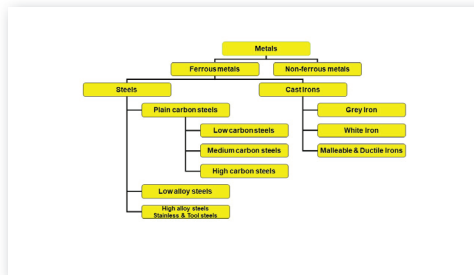 Metals
Ferrous metals
Non-ferrous metals
Steels
Cast Irons
Plain carbon steels
Grey Iron
Low carbon steels
White Iron
Medium carbon steels
Malleable & Ductile Irons
High carbon steels
Low alloy steels
High alloy steels
Stainless & Tool steels